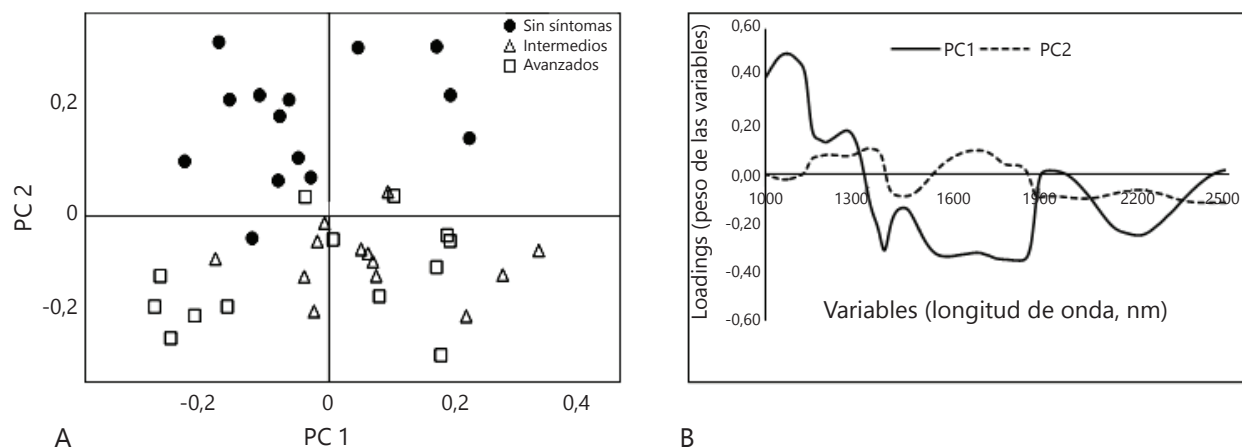 Sin síntomas
Intermedios
Avanzados
0,2
0
-0,2
PC 2
-0,2
0
0,2
0,4
PC 1
A
0,60
0,40
0,20
0,00
-0,20
-0,40
-0,60
PC1
PC2
1000
1300
1600
1900
2200
2500
Loadings (peso de las variables)
Variables (longitud de onda, nm)
B